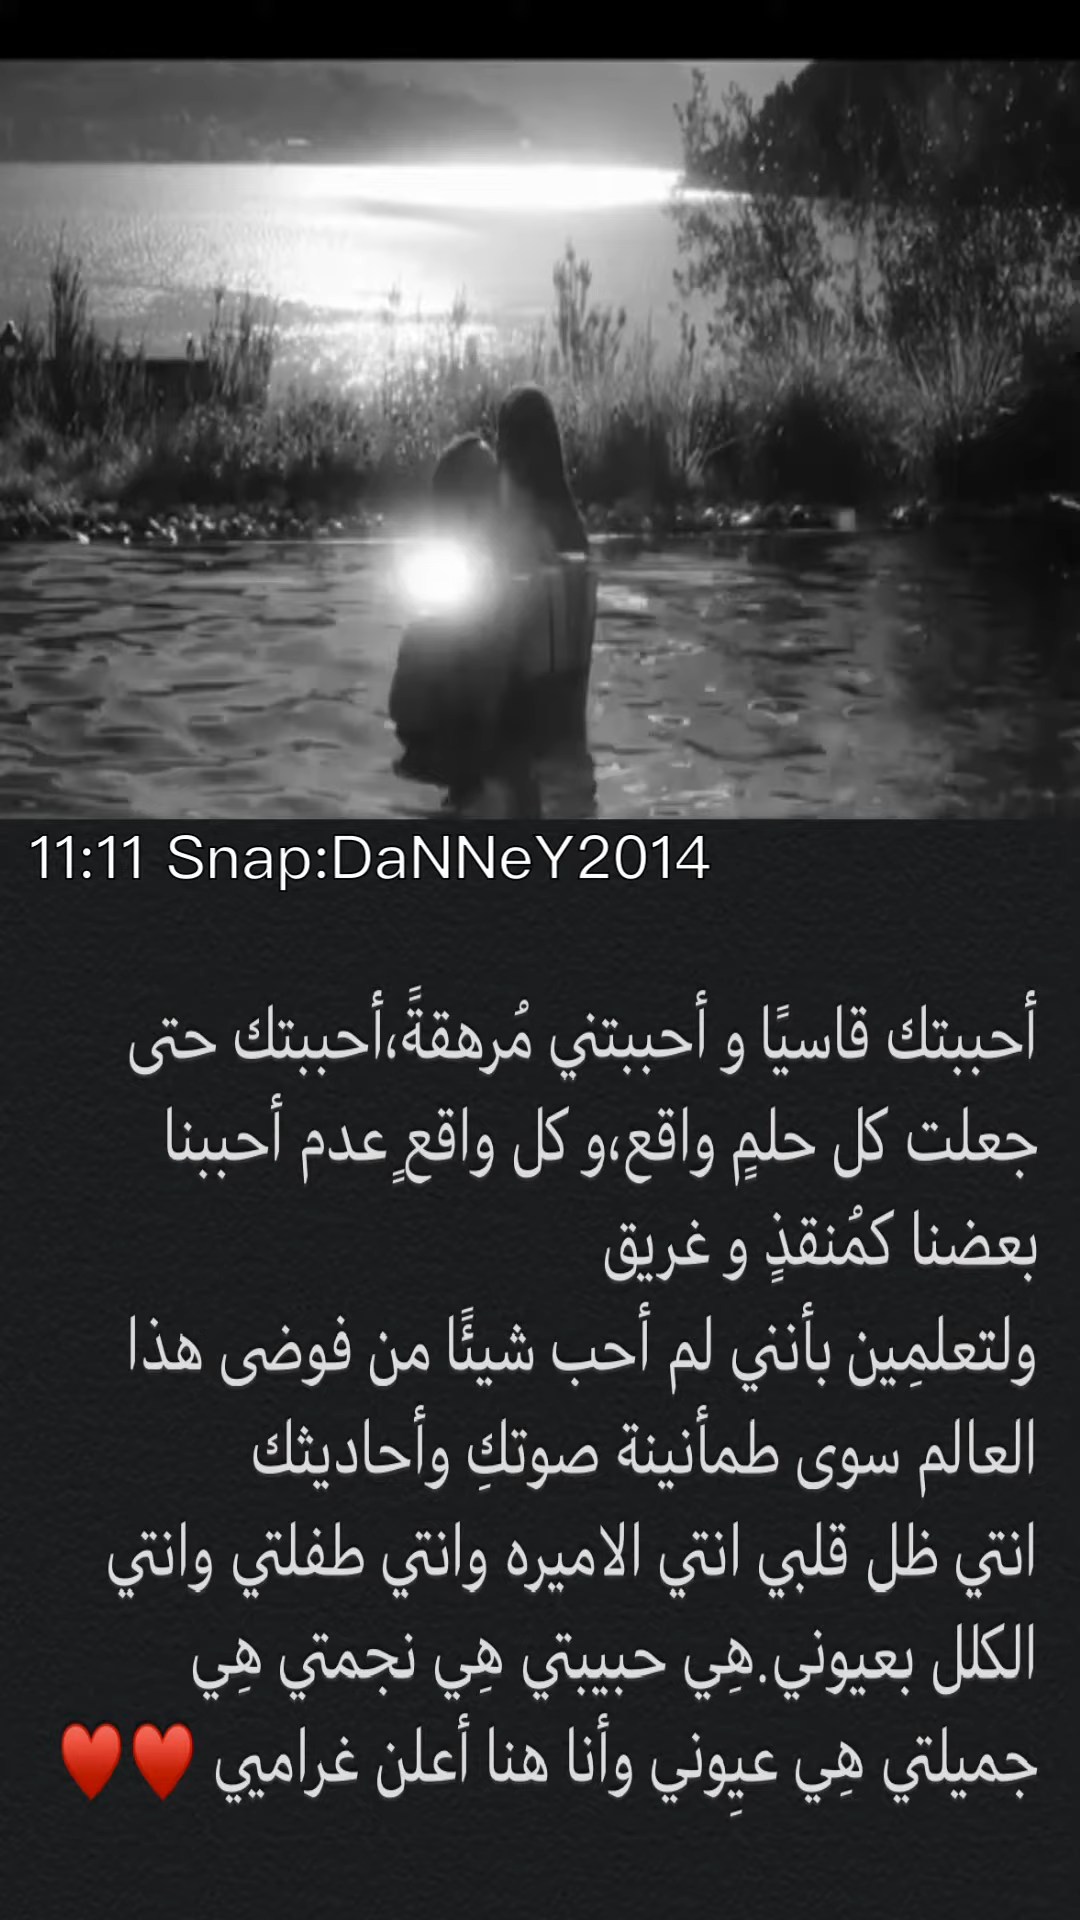 11:11 Snap:DaNNeY2014
أحببتك قاسيًا و أحببتني مُرهقةً،أحببتك حتى
جعلت كل حلمٍ واقع،و كل واقعٍ عدم أحببنا
بعضنا كمُنقذٍ و غريق
ولتعلمِين بأنني لم أحب شيئًا من فوضى هذا
العالم سوى طمأنينة صوتكِ وأحاديثك
انتي ظل قلبي انتي الاميره وانتي طفلتي وانتي
الكلل بعيوني.هِي حبيبتي هِي نجمتي هِي
جميلتي هِي عيِوني وأنا هنا أعلن غراميي ♥️♥️